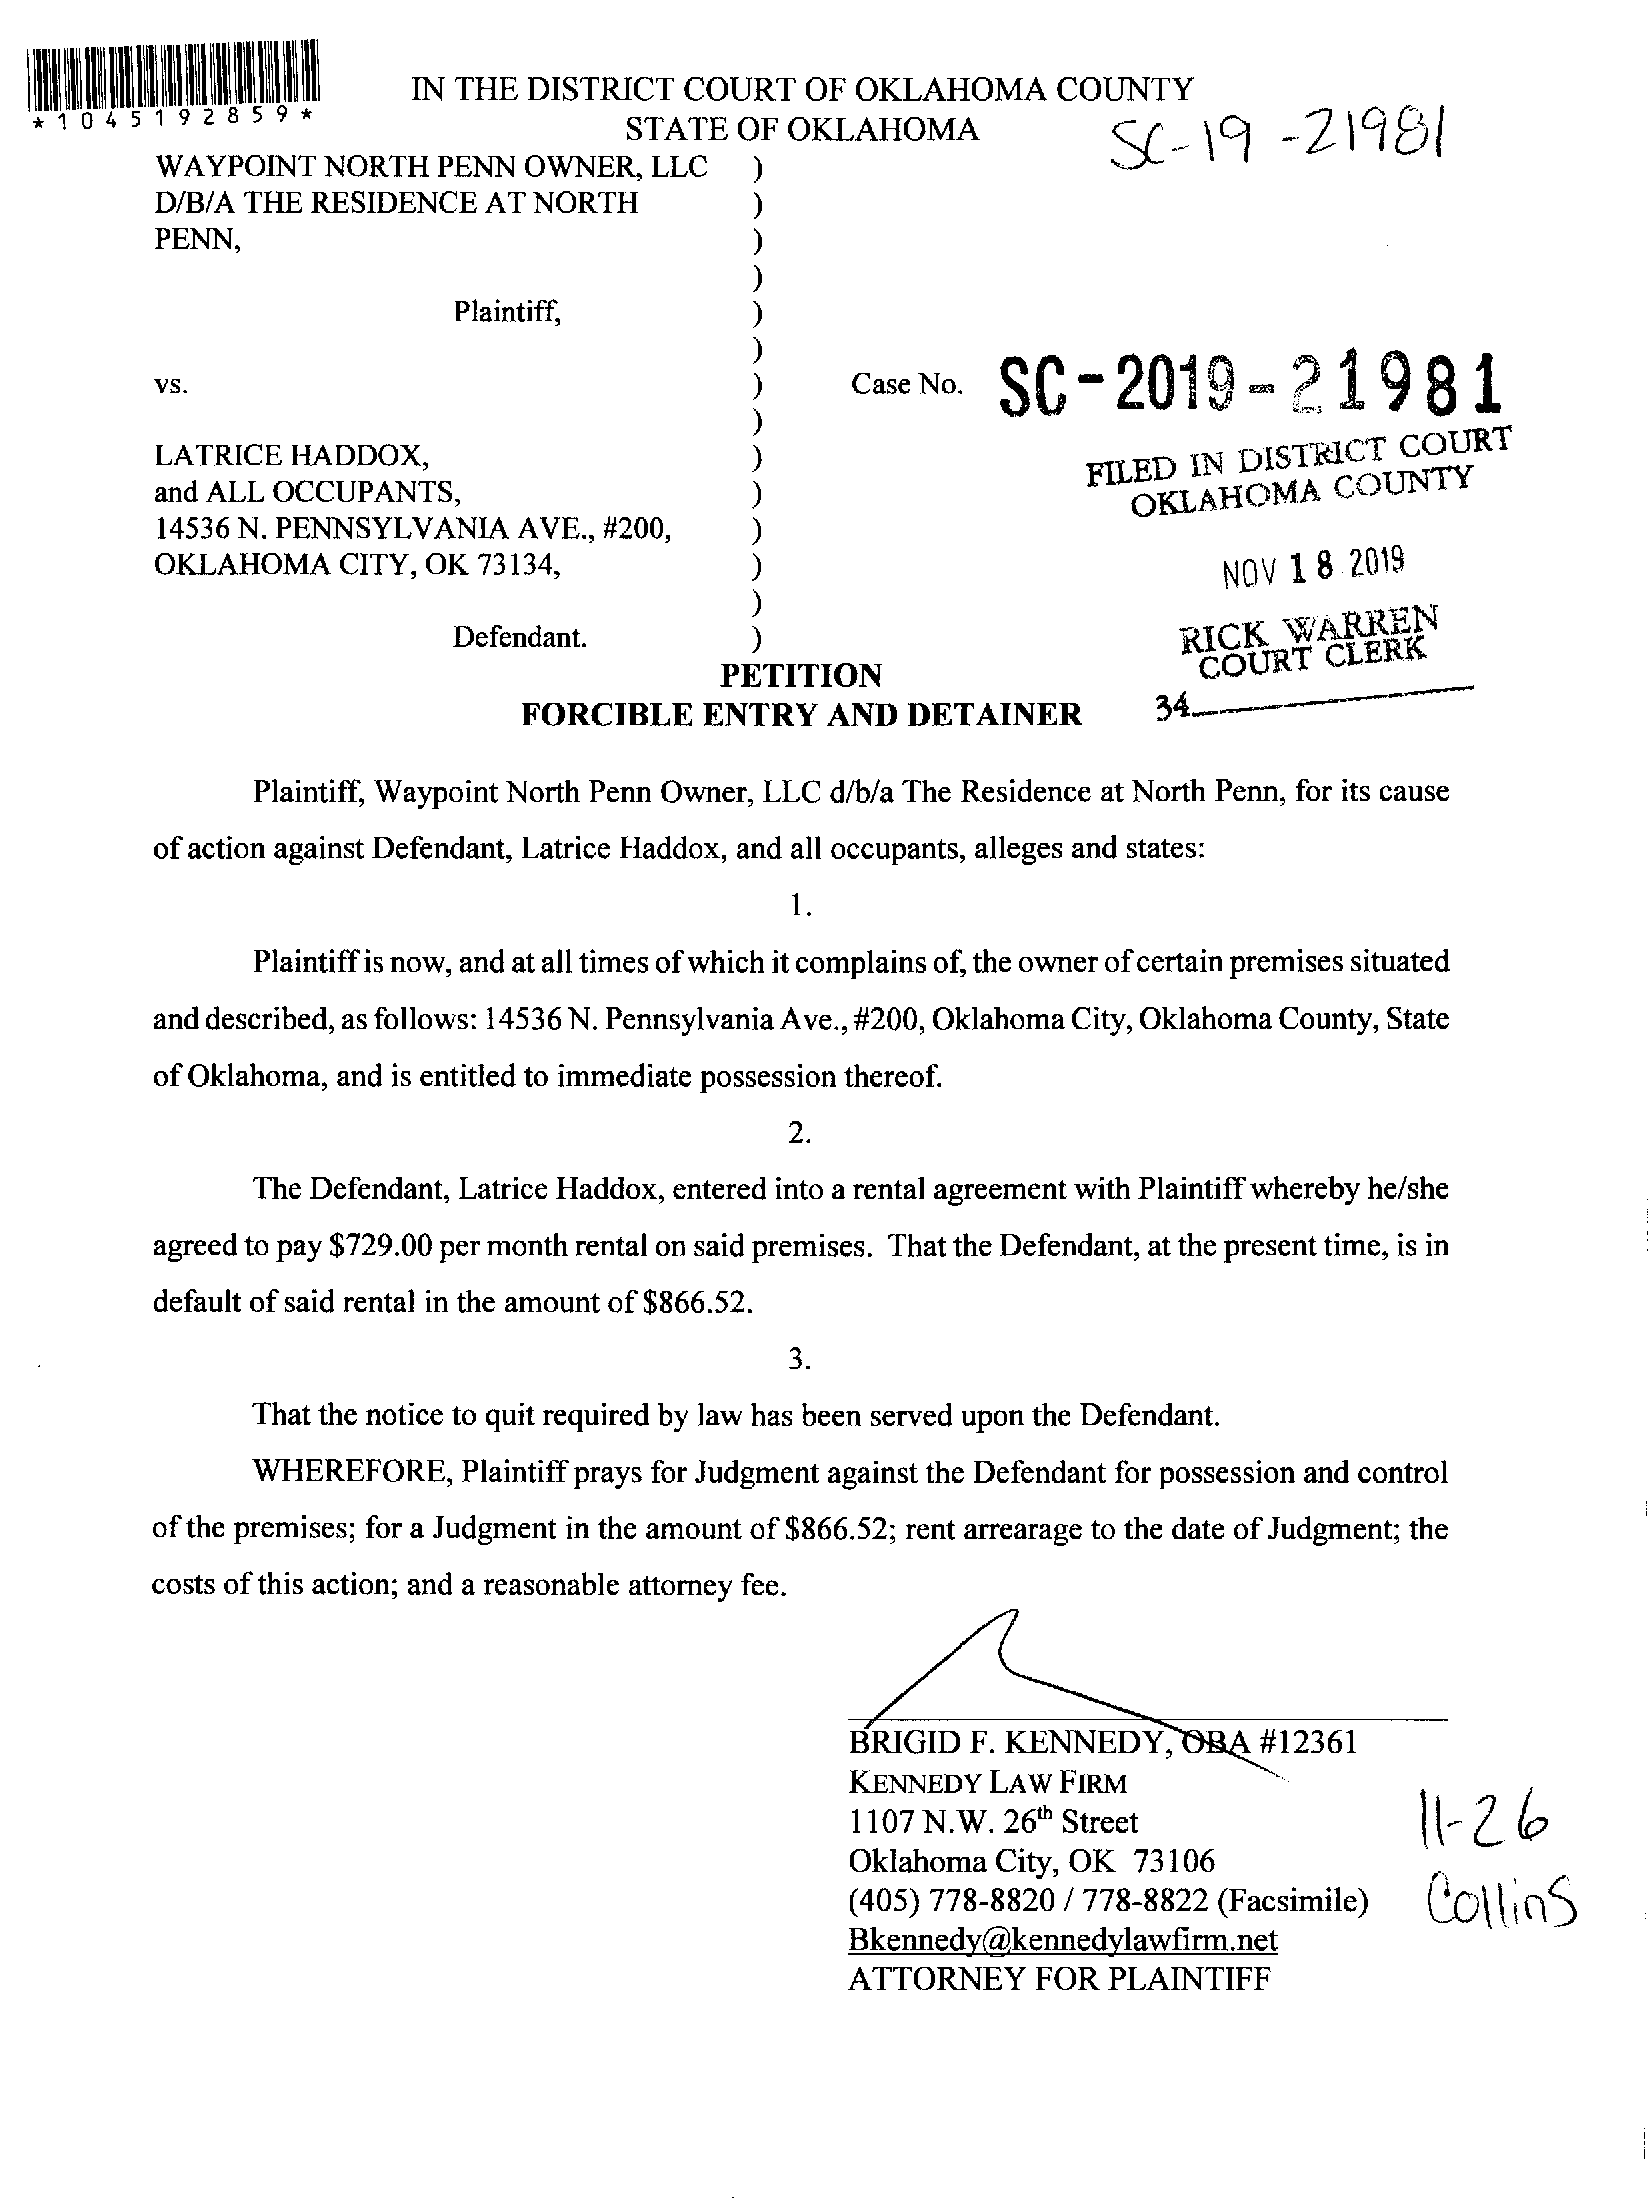 *1045192859*
IN THE DISTRICT COURT OF OKLAHOMA COUNTY
STATE OF OKLAHOMA
SC-19-21981
WAYPOINT NORTH PENN OWNER, LLC )
D/B/A THE RESIDENCE AT NORTH )
PENN, )
)
Plaintiff, )
)
vs. ) Case No. SC-2019-21981
)
LATRICE HADDOX, )
and ALL OCCUPANTS, )
14536 N. PENNSYLVANIA AVE., #200, )
OKLAHOMA CITY, OK 73134, )
)
Defendant. )
FILED IN DISTRICT COURT
OKLAHOMA COUNTY
NOV 18 2019
RICK WARREN
COURT CLERK
34
PETITION
FORCIBLE ENTRY AND DETAINER
Plaintiff, Waypoint North Penn Owner, LLC d/b/a The Residence at North Penn, for its cause
of action against Defendant, Latrice Haddox, and all occupants, alleges and states:
1.
Plaintiff is now, and at all times of which it complains of, the owner of certain premises situated
and described, as follows: 14536 N. Pennsylvania Ave., #200, Oklahoma City, Oklahoma County, State
of Oklahoma, and is entitled to immediate possession thereof.
2.
The Defendant, Latrice Haddox, entered into a rental agreement with Plaintiff whereby he/she
agreed to pay $729.00 per month rental on said premises. That the Defendant, at the present time, is in
default of said rental in the amount of $866.52.
3.
That the notice to quit required by law has been served upon the Defendant.
WHEREFORE, Plaintiff prays for Judgment against the Defendant for possession and control
of the premises; for a Judgment in the amount of $866.52; rent arrearage to the date of Judgment; the
costs of this action; and a reasonable attorney fee.
BRIGID F. KENNEDY, OBA #12361
KENNEDY LAW FIRM
1107 N.W. 26th Street
Oklahoma City, OK 73106
(405) 778-8820 / 778-8822 (Facsimile)
Bkennedy@kennedylawfirm.net
ATTORNEY FOR PLAINTIFF
11-26
Collins